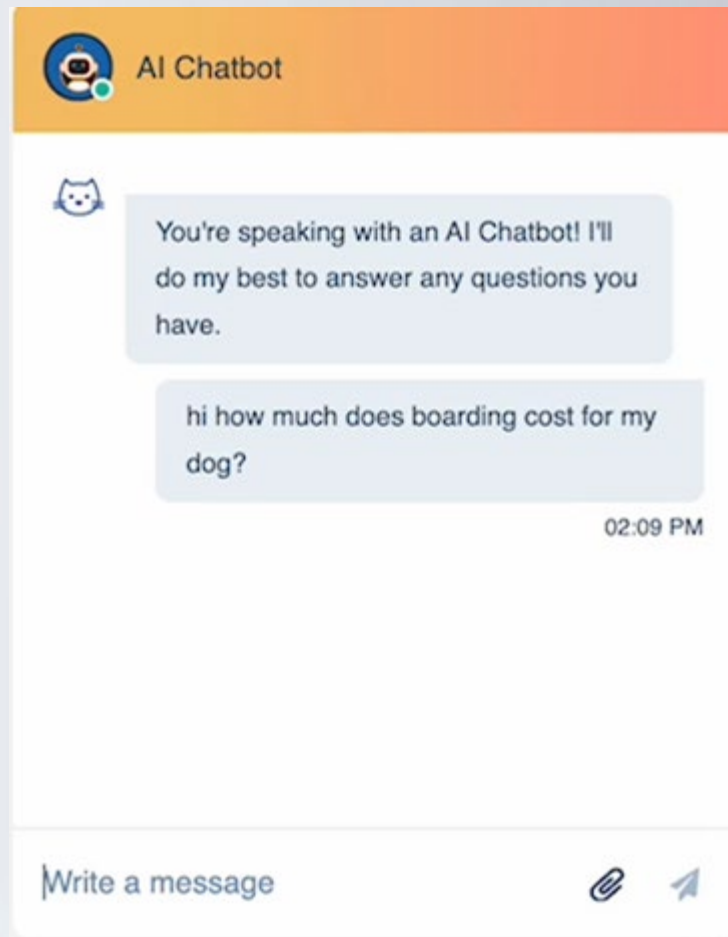 AI Chatbot
You're speaking with an AI Chatbot! I'll
do my best to answer any questions you
have.
hi how much does boarding cost for my
dog?
02:09 PM
Write a message